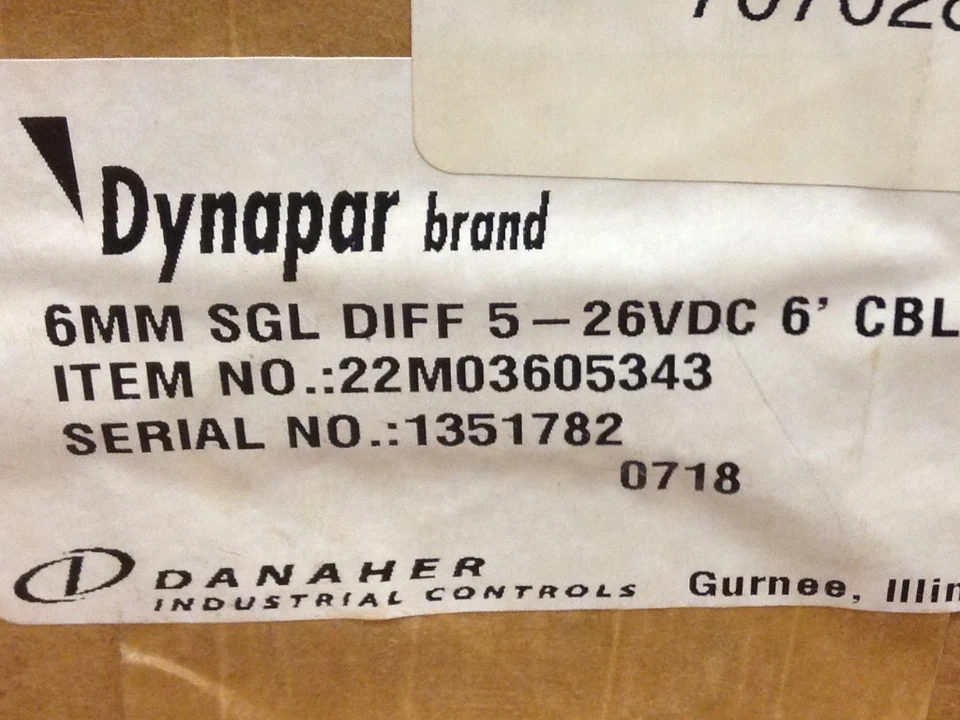 Dynapar brand
6MM SGL DIFF 5-26VDC 6' CBL
ITEM NO.:22M03605343
SERIAL NO.:1351782
0718
DANAHER
INDUSTRIAL CONTROLS Gurnee,